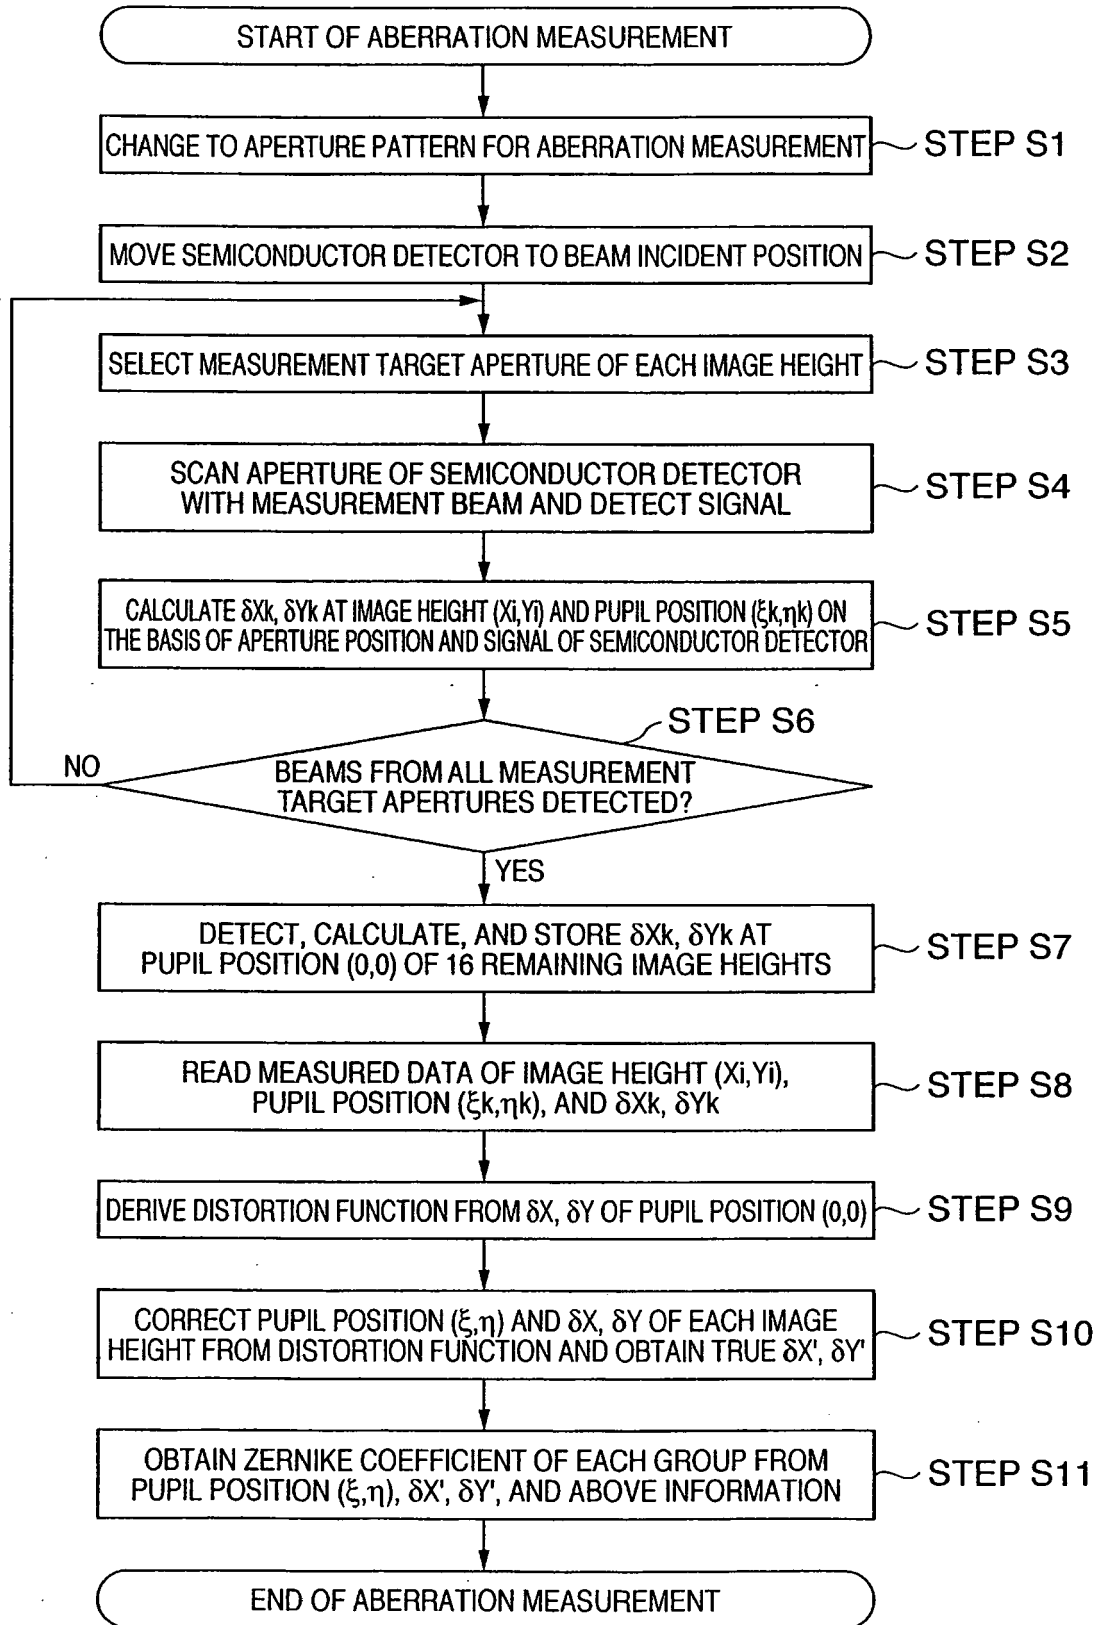 START OF ABERRATION MEASUREMENT
CHANGE TO APERTURE PATTERN FOR ABERRATION MEASUREMENT
STEP S1
MOVE SEMICONDUCTOR DETECTOR TO BEAM INCIDENT POSITION
STEP S2
SELECT MEASUREMENT TARGET APERTURE OF EACH IMAGE HEIGHT
STEP S3
SCAN APERTURE OF SEMICONDUCTOR DETECTOR
WITH MEASUREMENT BEAM AND DETECT SIGNAL
STEP S4
CALCULATE δXk, δYk AT IMAGE HEIGHT (Xi,Yi) AND PUPIL POSITION (ξk,ηk) ON
THE BASIS OF APERTURE POSITION AND SIGNAL OF SEMICONDUCTOR DETECTOR
STEP S5
STEP S6
NO
BEAMS FROM ALL MEASUREMENT
TARGET APERTURES DETECTED?
YES
DETECT, CALCULATE, AND STORE δXk, δYk AT
PUPIL POSITION (0,0) OF 16 REMAINING IMAGE HEIGHTS
STEP S7
READ MEASURED DATA OF IMAGE HEIGHT (Xi,Yi),
PUPIL POSITION (ξk,ηk), AND δXk, δYk
STEP S8
DERIVE DISTORTION FUNCTION FROM δX, δY OF PUPIL POSITION (0,0)
STEP S9
CORRECT PUPIL POSITION (ξ,η) AND δX, δY OF EACH IMAGE
HEIGHT FROM DISTORTION FUNCTION AND OBTAIN TRUE δX', δY'
STEP S10
OBTAIN ZERNIKE COEFFICIENT OF EACH GROUP FROM
PUPIL POSITION (ξ,η), δX', δY', AND ABOVE INFORMATION
STEP S11
END OF ABERRATION MEASUREMENT